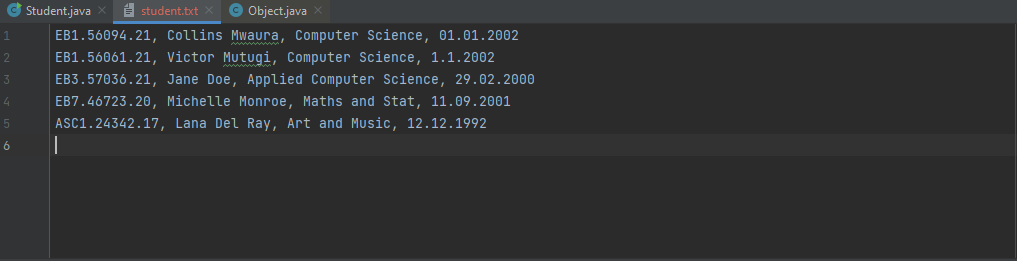 Student.java student.txt Object.java
1 EB1.56094.21, Collins Mwaura, Computer Science, 01.01.2002
2 EB1.56061.21, Victor Mutugi, Computer Science, 1.1.2002
3 EB3.57036.21, Jane Doe, Applied Computer Science, 29.02.2000
4 EB7.46723.20, Michelle Monroe, Maths and Stat, 11.09.2001
5 ASC1.24342.17, Lana Del Ray, Art and Music, 12.12.1992
6